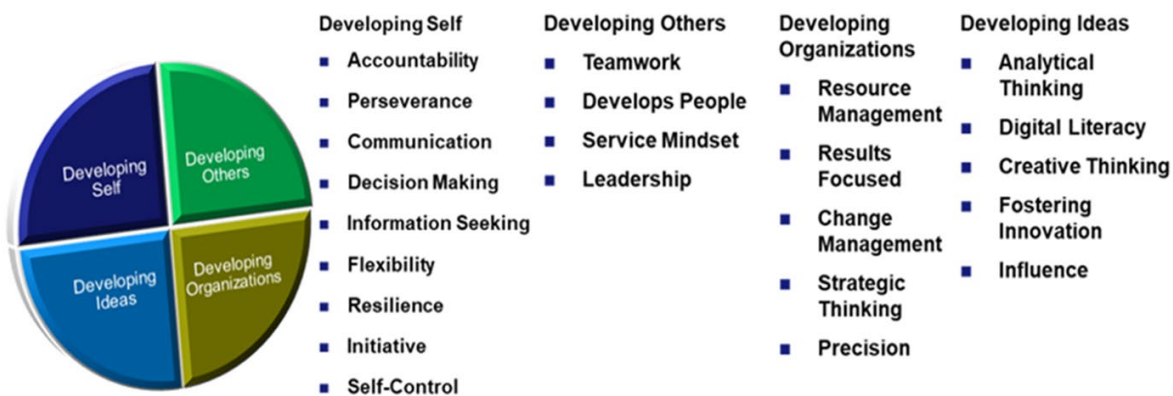 Developing
Self
Developing
Others
Developing
Ideas
Developing
Organizations
Developing Self
Accountability
Perseverance
Communication
Decision Making
Information Seeking
Flexibility
Resilience
Initiative
Self-Control
Developing Others
Teamwork
Develops People
Service Mindset
Leadership
Developing
Organizations
Resource
Management
Results
Focused
Change
Management
Strategic
Thinking
Precision
Developing Ideas
Analytical
Thinking
Digital Literacy
Creative Thinking
Fostering
Innovation
Influence